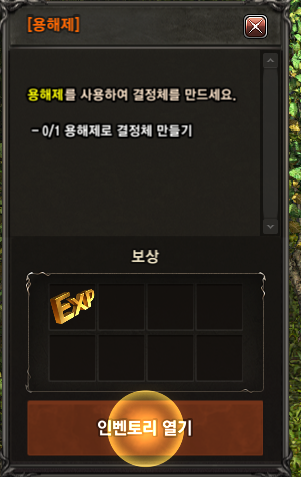 [용해제]
용해제를 사용하여 결정체를 만드세요.
- 0/1 용해제로 결정체 만들기
보상
EXP
인벤토리 열기